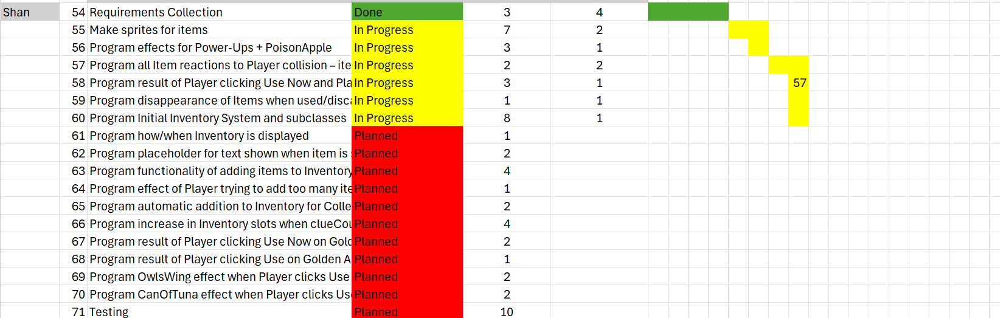 Shan 54 Requirements Collection Done 3 4
55 Make sprites for items In Progress 7 2
56 Program effects for Power-Ups + PoisonApple In Progress 3 1
57 Program all Item reactions to Player collision – ite In Progress 2 2
58 Program result of Player clicking Use Now and Pla In Progress 3 1 57
59 Program disappearance of Items when used/disca In Progress 1 1
60 Program Initial Inventory System and subclasses In Progress 8 1
61 Program how/when Inventory is displayed Planned 1
62 Program placeholder for text shown when item is Planned 2
63 Program functionality of adding items to Inventory Planned 4
64 Program effect of Player trying to add too many ite Planned 1
65 Program automatic addition to Inventory for Colle Planned 2
66 Program increase in Inventory slots when clueCou Planned 4
67 Program result of Player clicking Use Now on Gold Planned 2
68 Program result of Player clicking Use on Golden A Planned 1
69 Program OwlsWing effect when Player clicks Use Planned 2
70 Program CanOfTuna effect when Player clicks Us Planned 2
71 Testing Planned 10